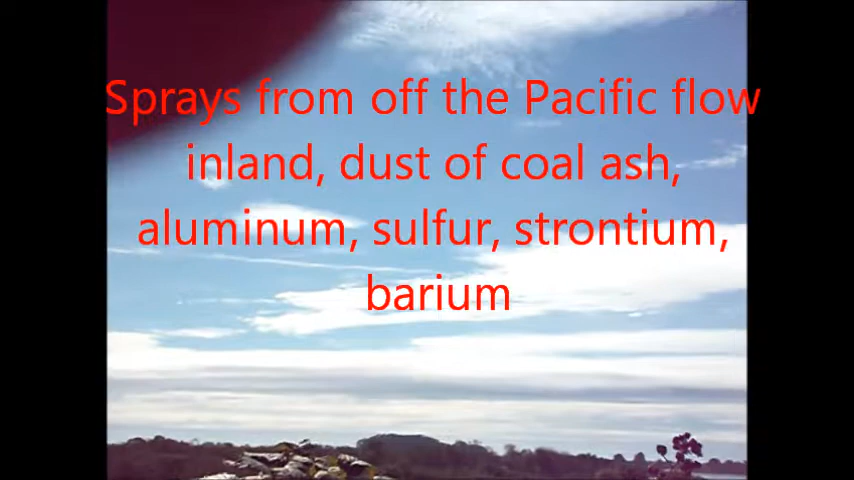 Sprays from off the Pacific flow
inland, dust of coal ash,
aluminum, sulfur, strontium,
barium